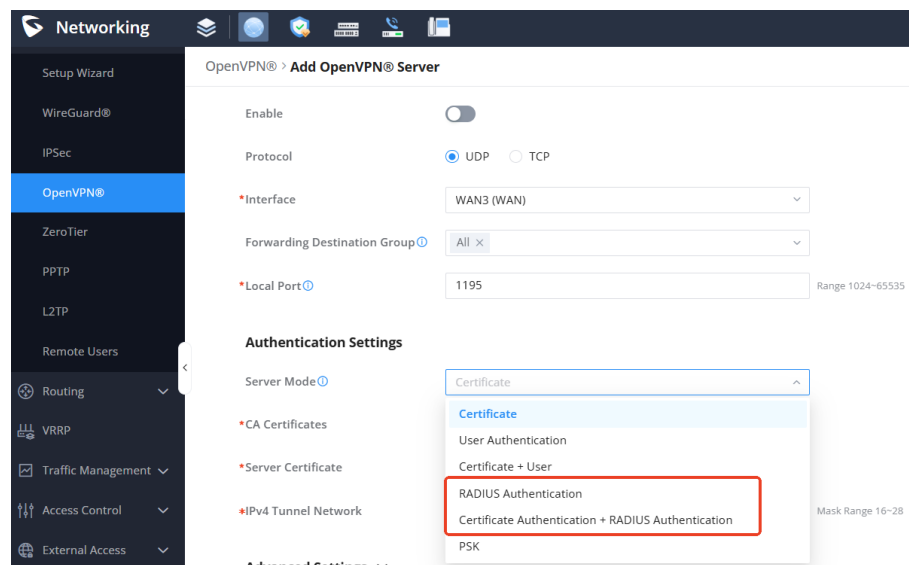 Networking
OpenVPN® > Add OpenVPN® Server
Setup Wizard
WireGuard®
IPSec
OpenVPN®
ZeroTier
PPTP
L2TP
Remote Users
Routing
VRRP
Traffic Management
Access Control
External Access
Enable
Protocol
UDP TCP
*Interface
WAN3 (WAN)
Forwarding Destination Group
All ×
*Local Port
1195
Range 1024~65535
Authentication Settings
Server Mode
Certificate
Certificate
User Authentication
Certificate + User
RADIUS Authentication
Certificate Authentication + RADIUS Authentication
PSK
*CA Certificates
*Server Certificate
*IPv4 Tunnel Network
Mask Range 16~28
Advanced Settings